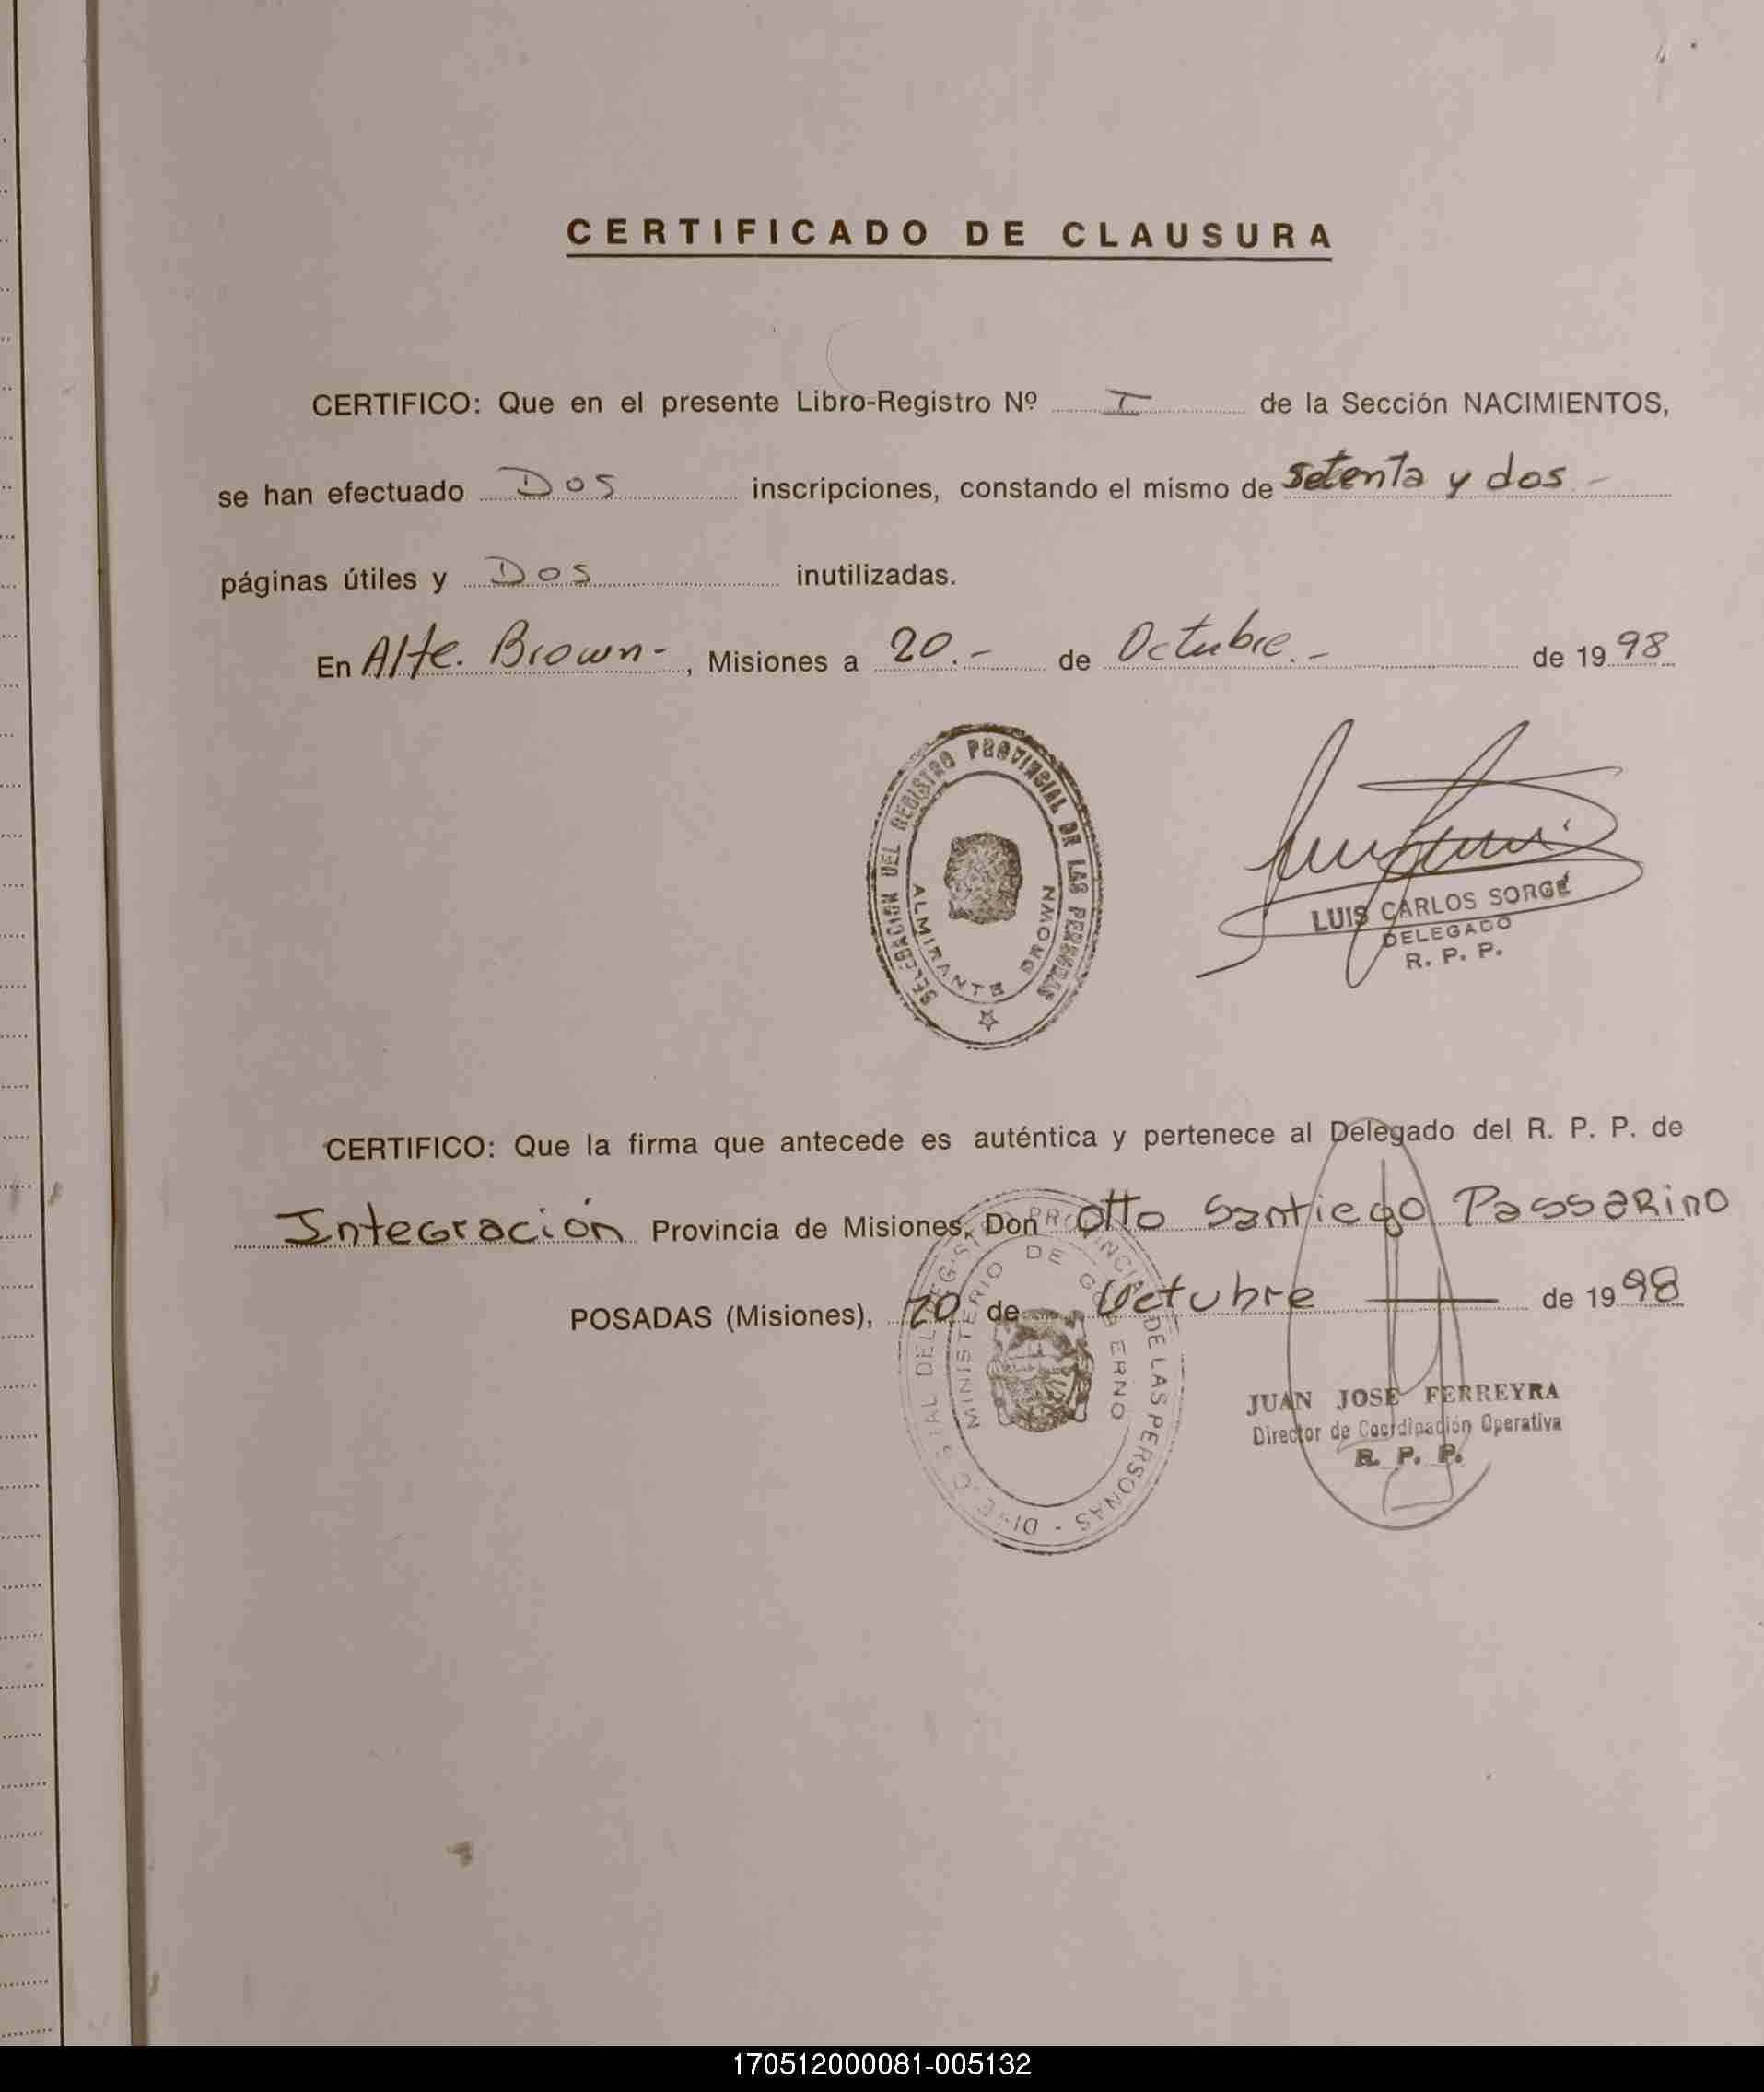 CERTIFICADO DE CLAUSURA
CERTIFICO: Que en el presente Libro-Registro Nº I de la Sección NACIMIENTOS,
se han efectuado Dos inscripciones, constando el mismo de setenta y dos -
páginas útiles y Dos inutilizadas.
En Alte. Brown-, Misiones a 20.- de Octubre.- de 1998
DELEGACION DEL REGISTRO PROVINCIAL DE LAS PERSONAS
ALMIRANTE BROWN
LUIS CARLOS SORGE
DELEGADO
R. P. P.
CERTIFICO: Que la firma que antecede es auténtica y pertenece al Delegado del R. P. P. de
Integración Provincia de Misiones, Don Otto Santiego Passarino
POSADAS (Misiones), 20 de Octubre de 1998
MINISTERIO DE GOBIERNO
JUAN JOSE FERREYRA
Director de Coordinación Operativa
R. P. P.
170512000081-005132